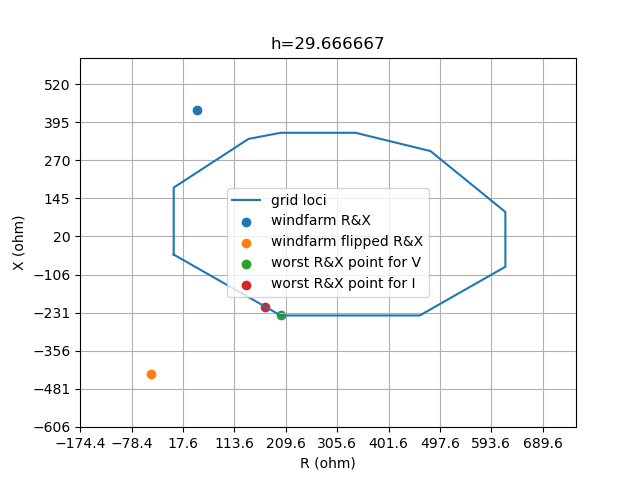 h=29.666667
520
395
270
145
20
−106
−231
−356
−481
−606
X (ohm)
grid loci
windfarm R&X
windfarm flipped R&X
worst R&X point for V
worst R&X point for I
−174.4 −78.4 17.6 113.6 209.6 305.6 401.6 497.6 593.6 689.6
R (ohm)